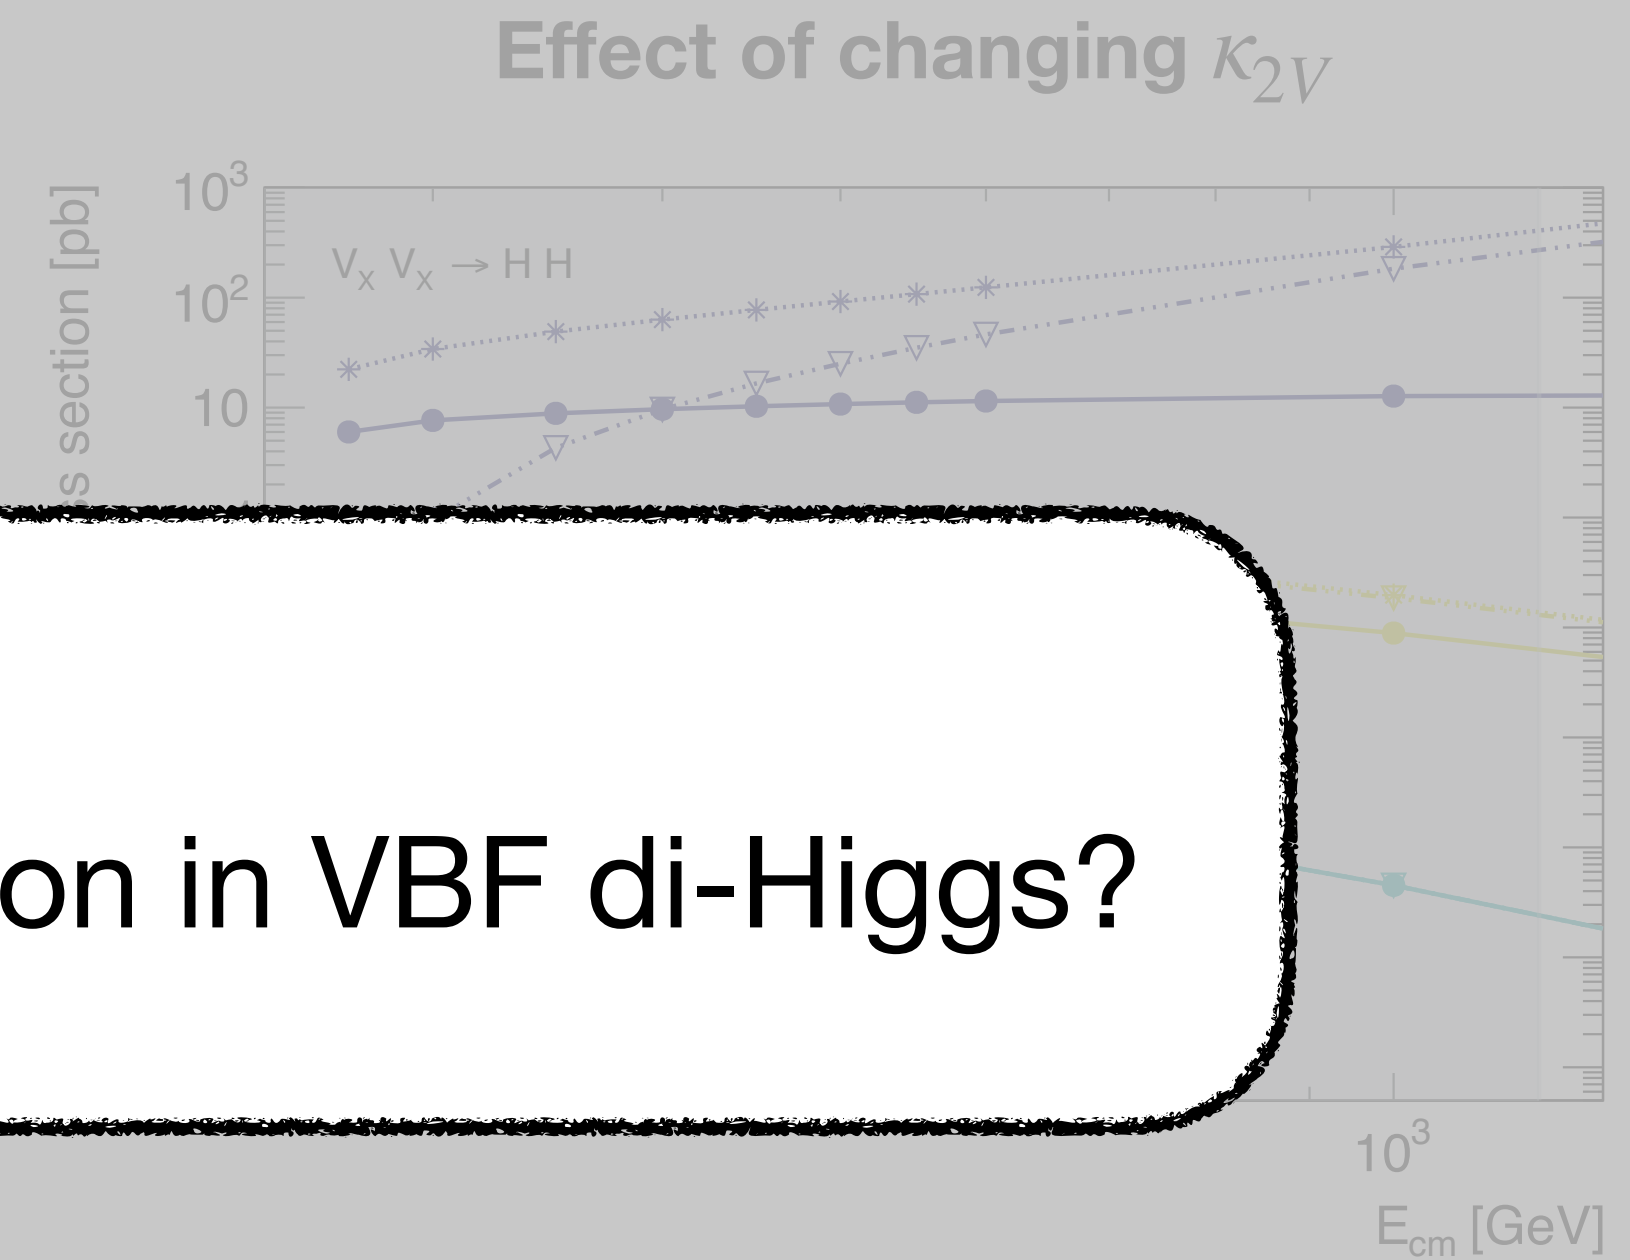 Effect of changing κ2V
10³
ss section [pb]
Vx Vx → H H
10²
10
on in VBF di-Higgs?
10³
Ecm [GeV]